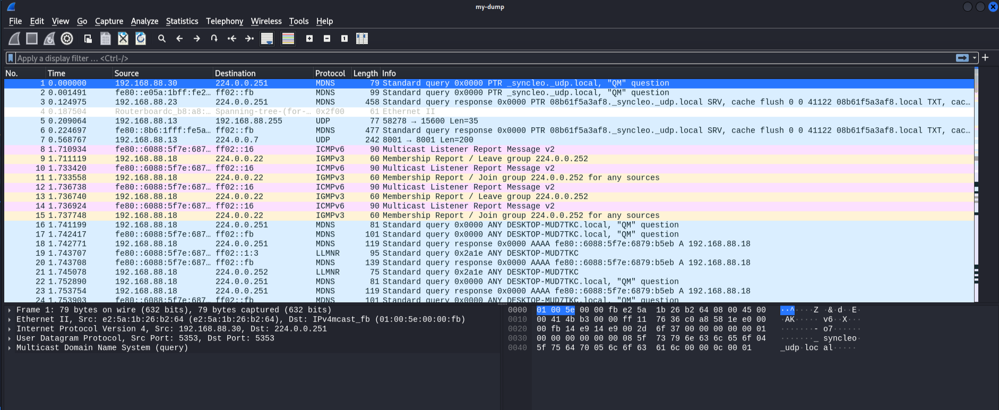 my-dump
File Edit View Go Capture Analyze Statistics Telephony Wireless Tools Help
Apply a display filter … <Ctrl-/>
No. Time Source Destination Protocol Length Info
1 0.000000 192.168.88.30 224.0.0.251 MDNS 79 Standard query 0x0000 PTR _syncleo._udp.local, "QM" question
2 0.001491 fe80::e05a:1bff:fe2… ff02::fb MDNS 99 Standard query 0x0000 PTR _syncleo._udp.local, "QM" question
3 0.124975 192.168.88.23 224.0.0.251 MDNS 458 Standard query response 0x0000 PTR 08b61f5a3af8._syncleo._udp.local SRV, cache flush 0 0 41122 08b61f5a3af8.local TXT, cac…
4 0.187504 Routerboardc_b8:a8:… Spanning-tree-(for-… 0x2f00 61 Ethernet II
5 0.209064 192.168.88.13 192.168.88.255 UDP 77 58278 → 15600 Len=35
6 0.224697 fe80::8b6:1fff:fe5a… ff02::fb MDNS 477 Standard query response 0x0000 PTR 08b61f5a3af8._syncleo._udp.local SRV, cache flush 0 0 41122 08b61f5a3af8.local TXT, cac…
7 0.568767 192.168.88.13 224.0.0.7 UDP 242 8001 → 8001 Len=200
8 1.710934 fe80::6088:5f7e:687… ff02::16 ICMPv6 90 Multicast Listener Report Message v2
9 1.711119 192.168.88.18 224.0.0.22 IGMPv3 60 Membership Report / Leave group 224.0.0.252
10 1.733420 fe80::6088:5f7e:687… ff02::16 ICMPv6 90 Multicast Listener Report Message v2
11 1.733558 192.168.88.18 224.0.0.22 IGMPv3 60 Membership Report / Join group 224.0.0.252 for any sources
12 1.736738 fe80::6088:5f7e:687… ff02::16 ICMPv6 90 Multicast Listener Report Message v2
13 1.736740 192.168.88.18 224.0.0.22 IGMPv3 60 Membership Report / Leave group 224.0.0.252
14 1.736924 fe80::6088:5f7e:687… ff02::16 ICMPv6 90 Multicast Listener Report Message v2
15 1.737748 192.168.88.18 224.0.0.22 IGMPv3 60 Membership Report / Join group 224.0.0.252 for any sources
16 1.741199 192.168.88.18 224.0.0.251 MDNS 81 Standard query 0x0000 ANY DESKTOP-MUD7TKC.local, "QM" question
17 1.742417 fe80::6088:5f7e:687… ff02::fb MDNS 101 Standard query 0x0000 ANY DESKTOP-MUD7TKC.local, "QM" question
18 1.742771 192.168.88.18 224.0.0.251 MDNS 119 Standard query response 0x0000 AAAA fe80::6088:5f7e:6879:b5eb A 192.168.88.18
19 1.743707 fe80::6088:5f7e:687… ff02::1:3 LLMNR 95 Standard query 0x2a1e ANY DESKTOP-MUD7TKC
20 1.743708 fe80::6088:5f7e:687… ff02::fb MDNS 139 Standard query response 0x0000 AAAA fe80::6088:5f7e:6879:b5eb A 192.168.88.18
21 1.745078 192.168.88.18 224.0.0.252 LLMNR 75 Standard query 0x2a1e ANY DESKTOP-MUD7TKC
22 1.752890 192.168.88.18 224.0.0.251 MDNS 81 Standard query 0x0000 ANY DESKTOP-MUD7TKC.local, "QM" question
23 1.753754 192.168.88.18 224.0.0.251 MDNS 119 Standard query response 0x0000 AAAA fe80::6088:5f7e:6879:b5eb A 192.168.88.18
24 1.753903 fe80::6088:5f7e:687… ff02::fb MDNS 101 Standard query 0x0000 ANY DESKTOP-MUD7TKC.local, "QM" question
Frame 1: 79 bytes on wire (632 bits), 79 bytes captured (632 bits)
Ethernet II, Src: e2:5a:1b:26:b2:64 (e2:5a:1b:26:b2:64), Dst: IPv4mcast_fb (01:00:5e:00:00:fb)
Internet Protocol Version 4, Src: 192.168.88.30, Dst: 224.0.0.251
User Datagram Protocol, Src Port: 5353, Dst Port: 5353
Multicast Domain Name System (query)
0000 01 00 5e 00 00 fb e2 5a 1b 26 b2 64 08 00 45 00 ··^····Z ·&·d··E·
0010 00 41 4b b3 00 00 ff 11 76 36 c0 a8 58 1e e0 00 ·AK····· v6··X···
0020 00 fb 14 e9 14 e9 00 2d 6f 37 00 00 00 00 00 01 ·······- o7······
0030 00 00 00 00 00 00 08 5f 73 79 6e 63 6c 65 6f 04 ·······_ syncleo·
0040 5f 75 64 70 05 6c 6f 63 61 6c 00 00 0c 00 01 _udp·loc al·····